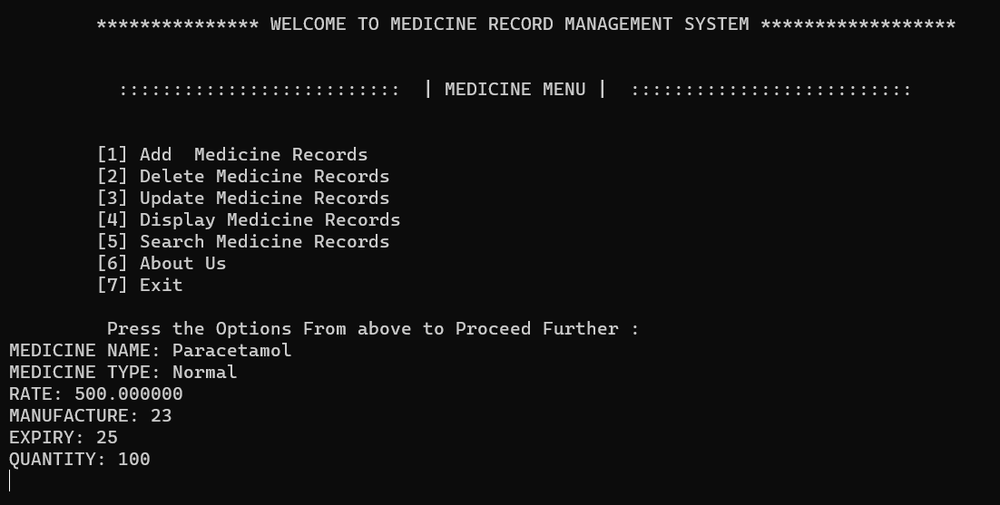 *************** WELCOME TO MEDICINE RECORD MANAGEMENT SYSTEM ******************
:::::::::::::::::::::::::: | MEDICINE MENU | ::::::::::::::::::::::::::
[1] Add  Medicine Records
[2] Delete Medicine Records
[3] Update Medicine Records
[4] Display Medicine Records
[5] Search Medicine Records
[6] About Us
[7] Exit
Press the Options From above to Proceed Further :
MEDICINE NAME: Paracetamol
MEDICINE TYPE: Normal
RATE: 500.000000
MANUFACTURE: 23
EXPIRY: 25
QUANTITY: 100